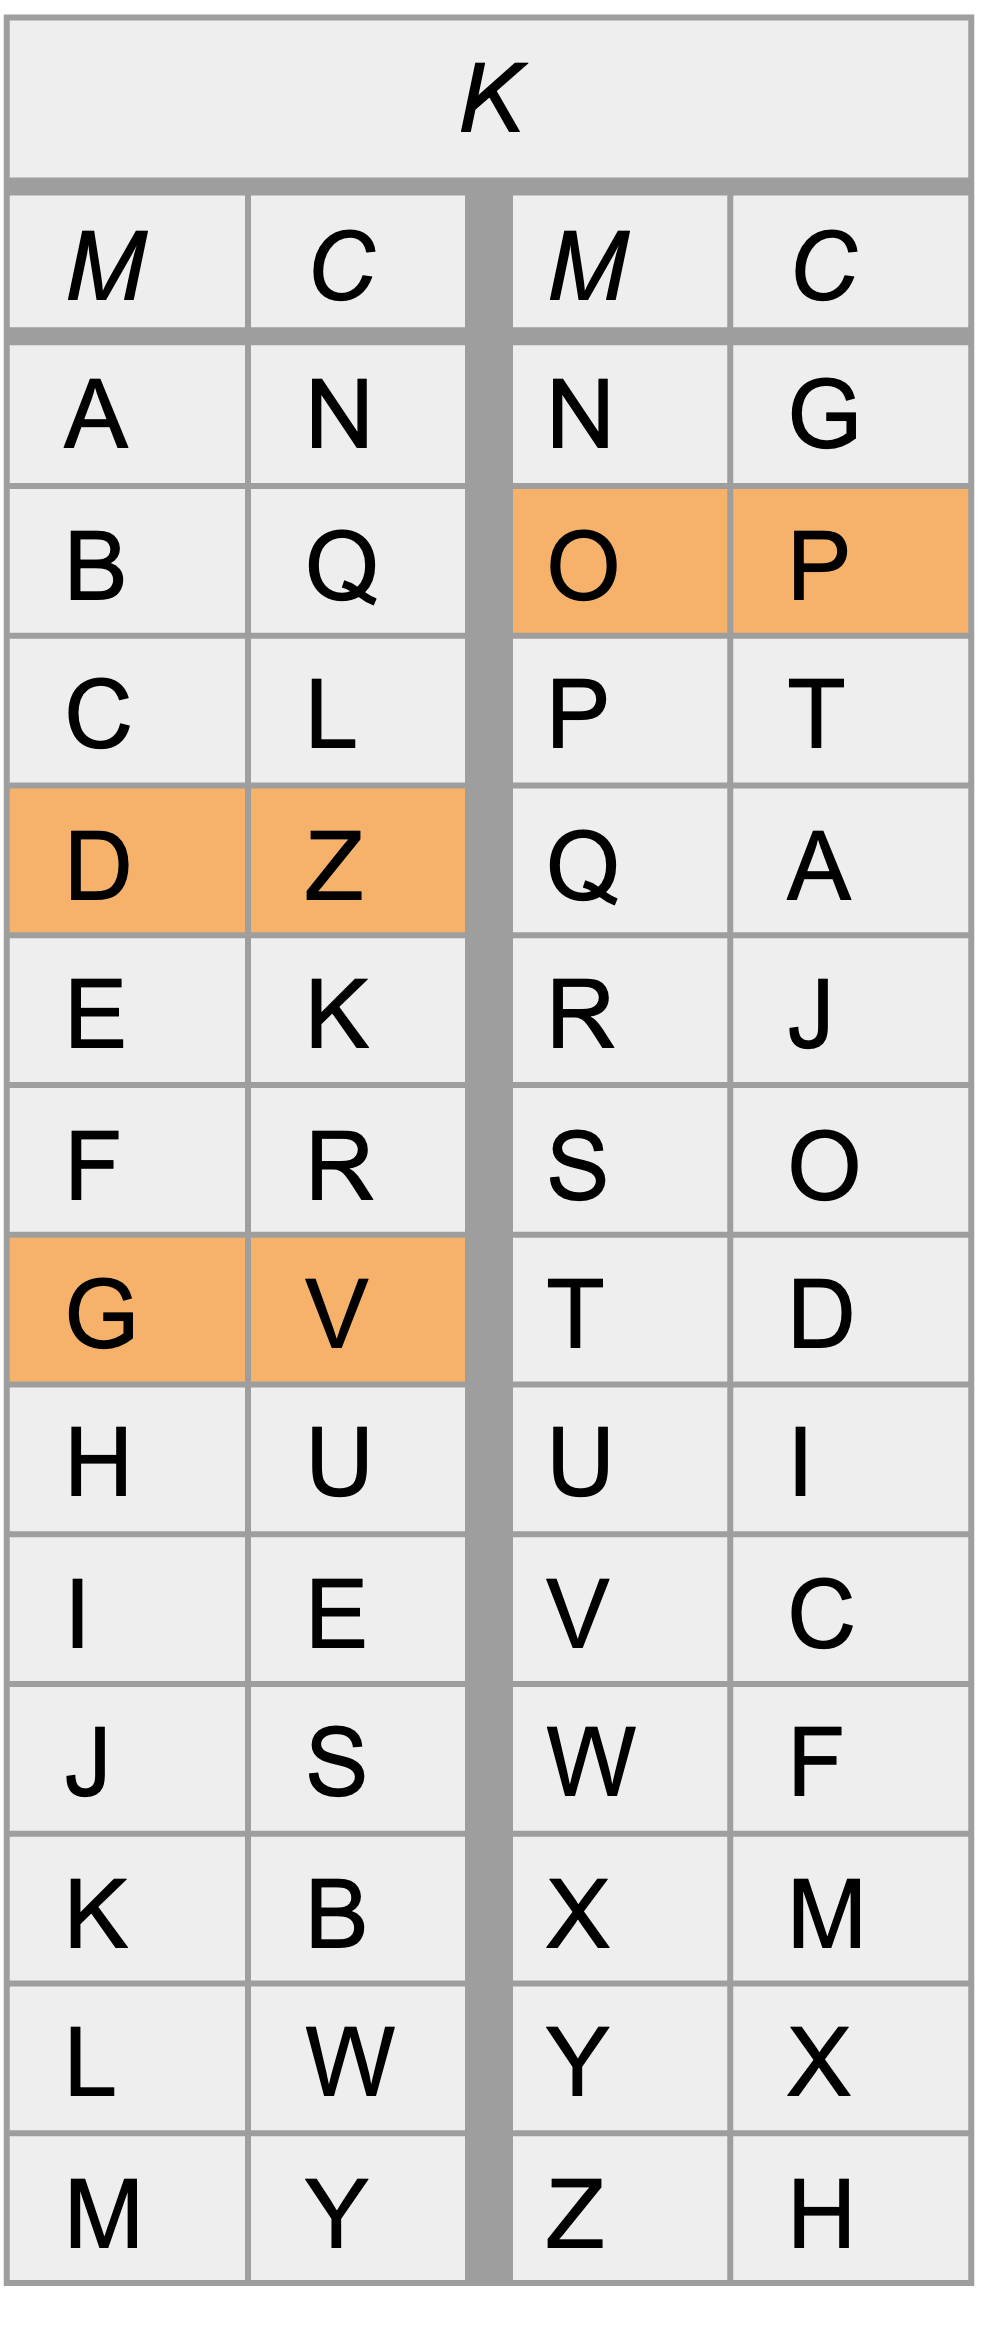 K
M C M C
A N N G
B Q O P
C L P T
D Z Q A
E K R J
F R S O
G V T D
H U U I
I E V C
J S W F
K B X M
L W Y X
M Y Z H